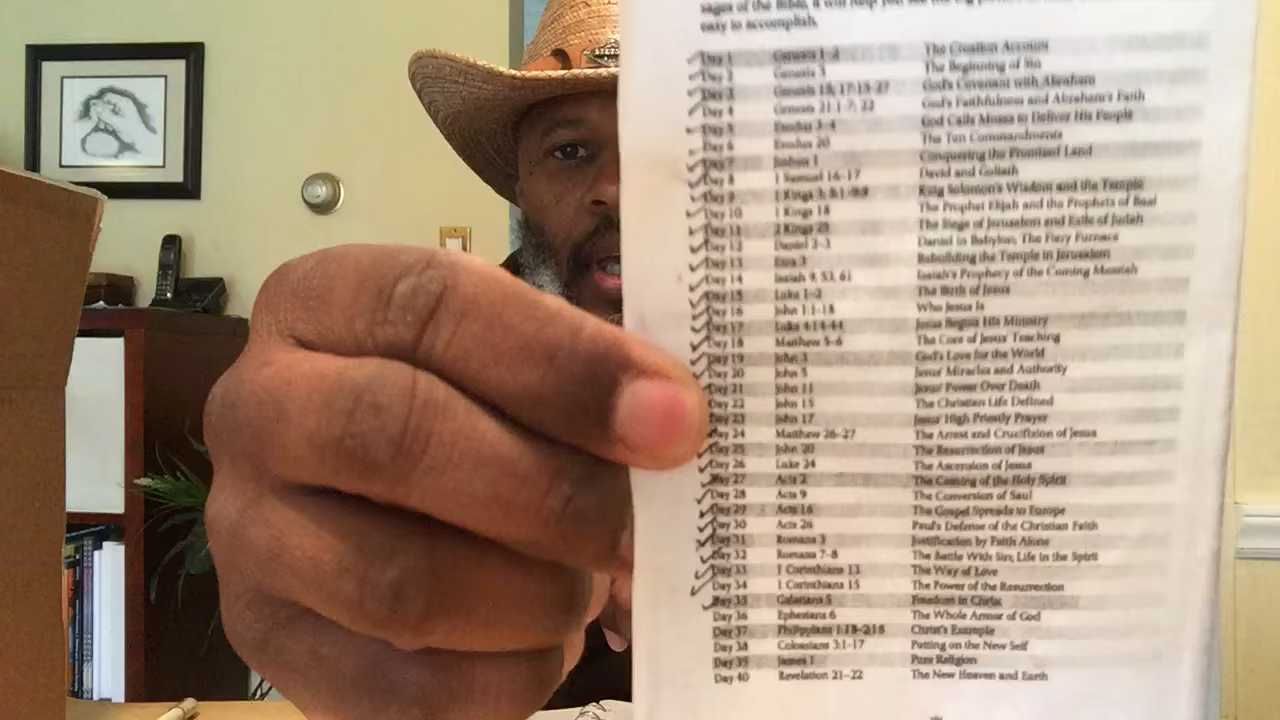 sages of the Bible, it will help you see the big
easy to accomplish.
Day 1 Genesis 1–2 The Creation Account
Day 2 Genesis 3 The Beginning of Sin
Day 3 Genesis 15; 17:15–27 God's Covenant with Abraham
Day 4 Genesis 21:1–7; 22 God's Faithfulness and Abraham's Faith
Day 5 Exodus 3–4 God Calls Moses to Deliver His People
Day 6 Exodus 20 The Ten Commandments
Day 7 Joshua 1 Conquering the Promised Land
Day 8 1 Samuel 16–17 David and Goliath
Day 9 1 Kings 3; King Solomon's Wisdom and the Temple
Day 10 1 Kings 18 The Prophet Elijah and the Prophets of Baal
Day 11 2 Kings 25 The Siege of Jerusalem and Exile of Judah
Day 12 Daniel 2–3 Daniel in Babylon; The Fiery Furnace
Day 13 Ezra 3 Rebuilding the Temple in Jerusalem
Day 14 Isaiah 9, 53, 61 Isaiah's Prophecy of the Coming Messiah
Day 15 Luke 1–2 The Birth of Jesus
Day 16 John 1:1–18 Who Jesus Is
Day 17 Luke 4:14–44 Jesus Begins His Ministry
Day 18 Matthew 5–6 The Core of Jesus' Teaching
Day 19 John 3 God's Love for the World
Day 20 John 5 Jesus' Miracles and Authority
Day 21 John 11 Jesus' Power Over Death
Day 22 John 15 The Christian Life Defined
Day 23 John 17 Jesus' High Priestly Prayer
Day 24 Matthew 26–27 The Arrest and Crucifixion of Jesus
Day 25 John 20 The Resurrection of Jesus
Day 26 Luke 24 The Ascension of Jesus
Day 27 Acts 2 The Coming of the Holy Spirit
Day 28 Acts 9 The Conversion of Saul
Day 29 Acts 16 The Gospel Spreads to Europe
Day 30 Acts 26 Paul's Defense of the Christian Faith
Day 31 Romans 3 Justification by Faith Alone
Day 32 Romans 7–8 The Battle With Sin; Life in the Spirit
Day 33 1 Corinthians 13 The Way of Love
Day 34 1 Corinthians 15 The Power of the Resurrection
Day 35 Galatians 5 Freedom in Christ
Day 36 Ephesians 6 The Whole Armor of God
Day 37 Philippians 1:18–2:18 Christ's Example
Day 38 Colossians 3:1–17 Putting on the New Self
Day 39 James 1 Pure Religion
Day 40 Revelation 21–22 The New Heaven and Earth